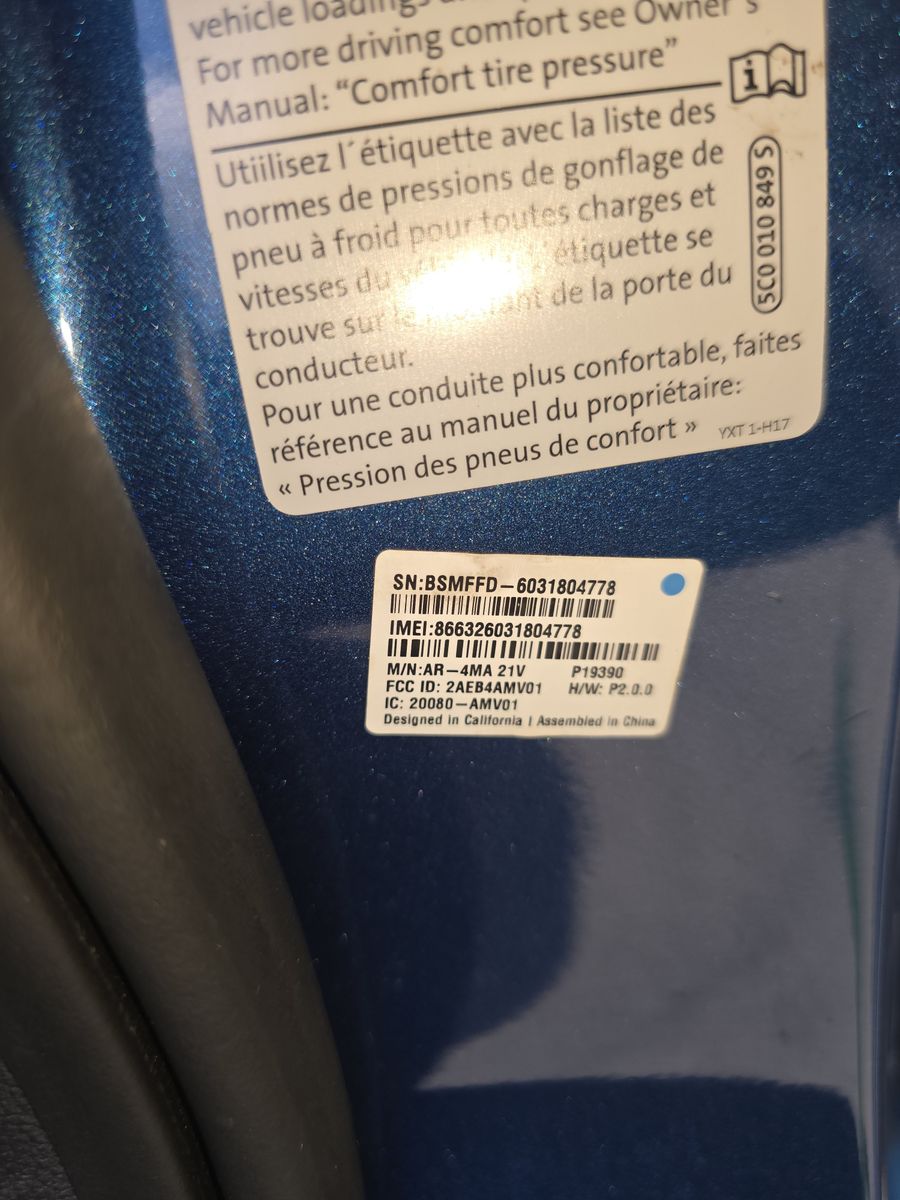 vehicle loadings
For more driving comfort see Owner's
Manual: “Comfort tire pressure”
Utiilisez l´étiquette avec la liste des
normes de pressions de gonflage de
pneu à froid pour toutes charges et
vitesses du l'étiquette se
trouve sur de la porte du
conducteur.
Pour une conduite plus confortable, faites
référence au manuel du propriétaire:
« Pression des pneus de confort »
YXT 1-H17
5C0 010 849 S
SN:BSMFFD-6031804778
IMEI:866326031804778
M/N:AR-4MA 21V P19390
FCC ID: 2AEB4AMV01 H/W: P2.0.0
IC: 20080-AMV01
Designed in California | Assembled in China